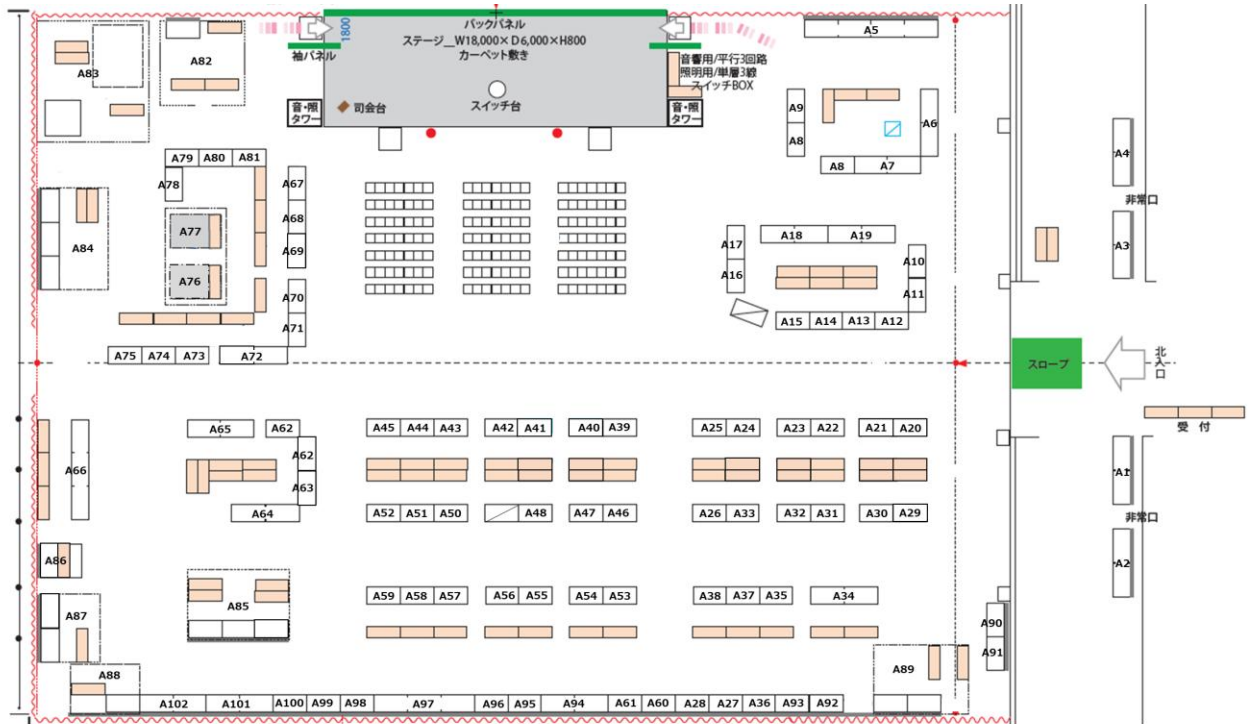 バックパネル
ステージ__W18,000×D6,000×H800
カーペット敷き
1800
袖パネル
音響用/平行3回路
照明用/単層3線
スイッチBOX
音・照
タワー
司会台
スイッチ台
音・照
タワー
A83
A82
A5
A9
A8
A6
A8
A7
A4
非常口
A3
A79 A80 A81
A78
A67
A68
A69
A77
A76
A84
A70
A71
A17
A16
A18 A19
A10
A11
A15 A14 A13 A12
A75 A74 A73
A72
スロープ
北入口
受 付
A65
A62
A62
A63
A64
A66
A45 A44 A43
A42 A41
A40 A39
A25 A24
A23 A22
A21 A20
A52 A51 A50
A48
A47 A46
A26 A33
A32 A31
A30 A29
A1
非常口
A2
A86
A87
A85
A59 A58 A57
A56 A55
A54 A53
A38 A37 A35
A34
A90
A91
A88
A89
A102 A101 A100 A99 A98 A97 A96 A95 A94 A61 A60 A28 A27 A36 A93 A92